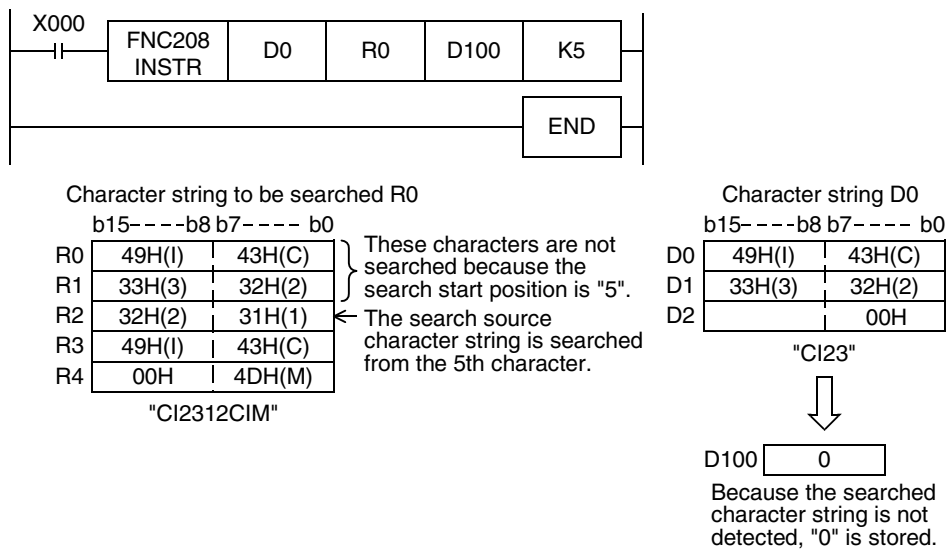 X000
FNC208
INSTR
D0
R0
D100
K5
END
Character string to be searched R0
b15----b8 b7---- b0
R0 49H(I) 43H(C)
R1 33H(3) 32H(2)
R2 32H(2) 31H(1)
R3 49H(I) 43H(C)
R4 00H 4DH(M)
"CI2312CIM"
These characters are not
searched because the
search start position is "5".
The search source
character string is searched
from the 5th character.
Character string D0
b15----b8 b7---- b0
D0 49H(I) 43H(C)
D1 33H(3) 32H(2)
D2 00H
"CI23"
D100 0
Because the searched
character string is not
detected, "0" is stored.